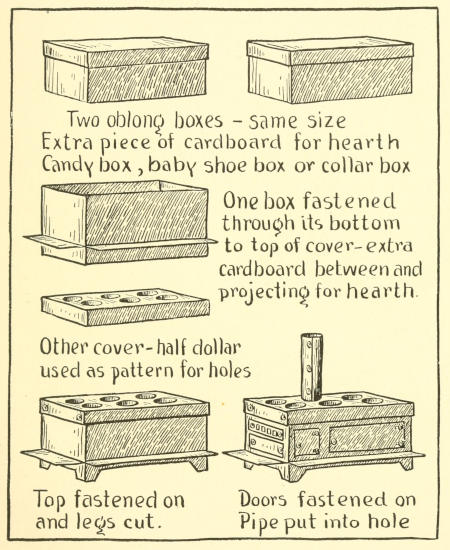 Two oblong boxes - same size
Extra piece of cardboard for hearth
Candy box, baby shoe box or collar box
One box fastened
through its bottom
to top of cover-extra
cardboard between and
projecting for hearth.
Other cover-half dollar
used as pattern for holes
Top fastened on
and legs cut.
Doors fastened on
Pipe put into hole